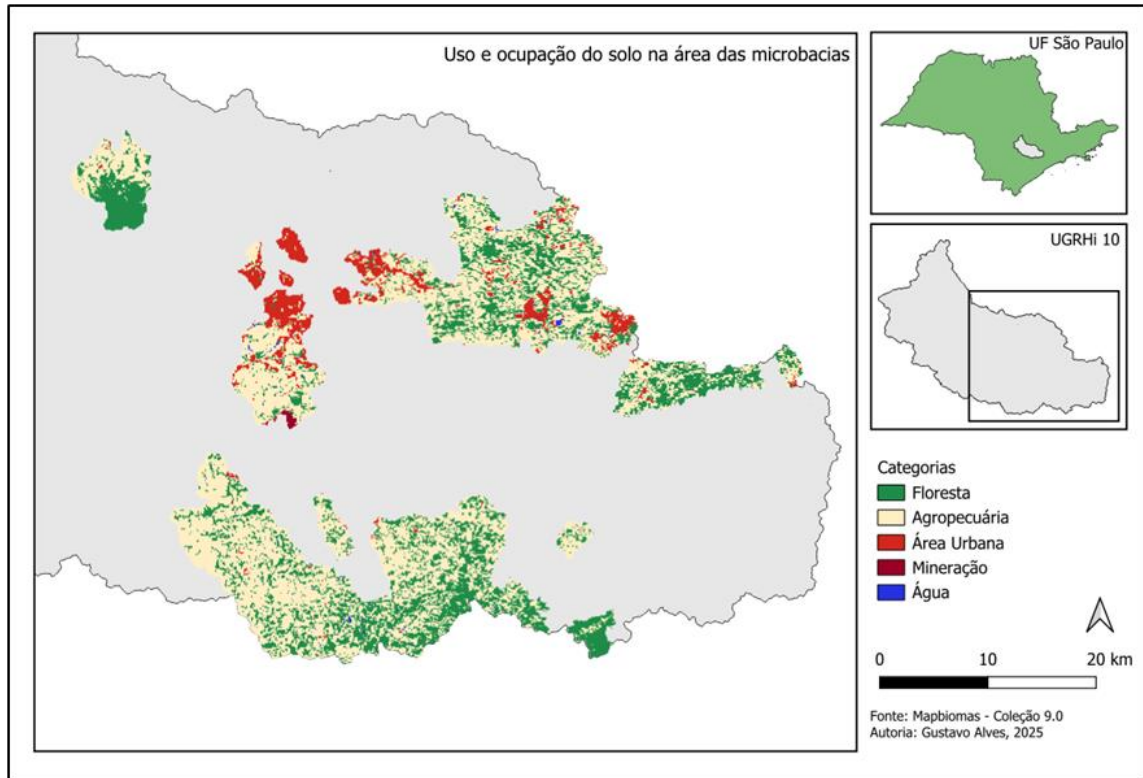 Uso e ocupação do solo na área das microbacias
UF São Paulo
UGRHi 10
Categorias
Floresta
Agropecuária
Área Urbana
Mineração
Água
0 10 20 km
Fonte: Mapbiomas - Coleção 9.0
Autoria: Gustavo Alves, 2025